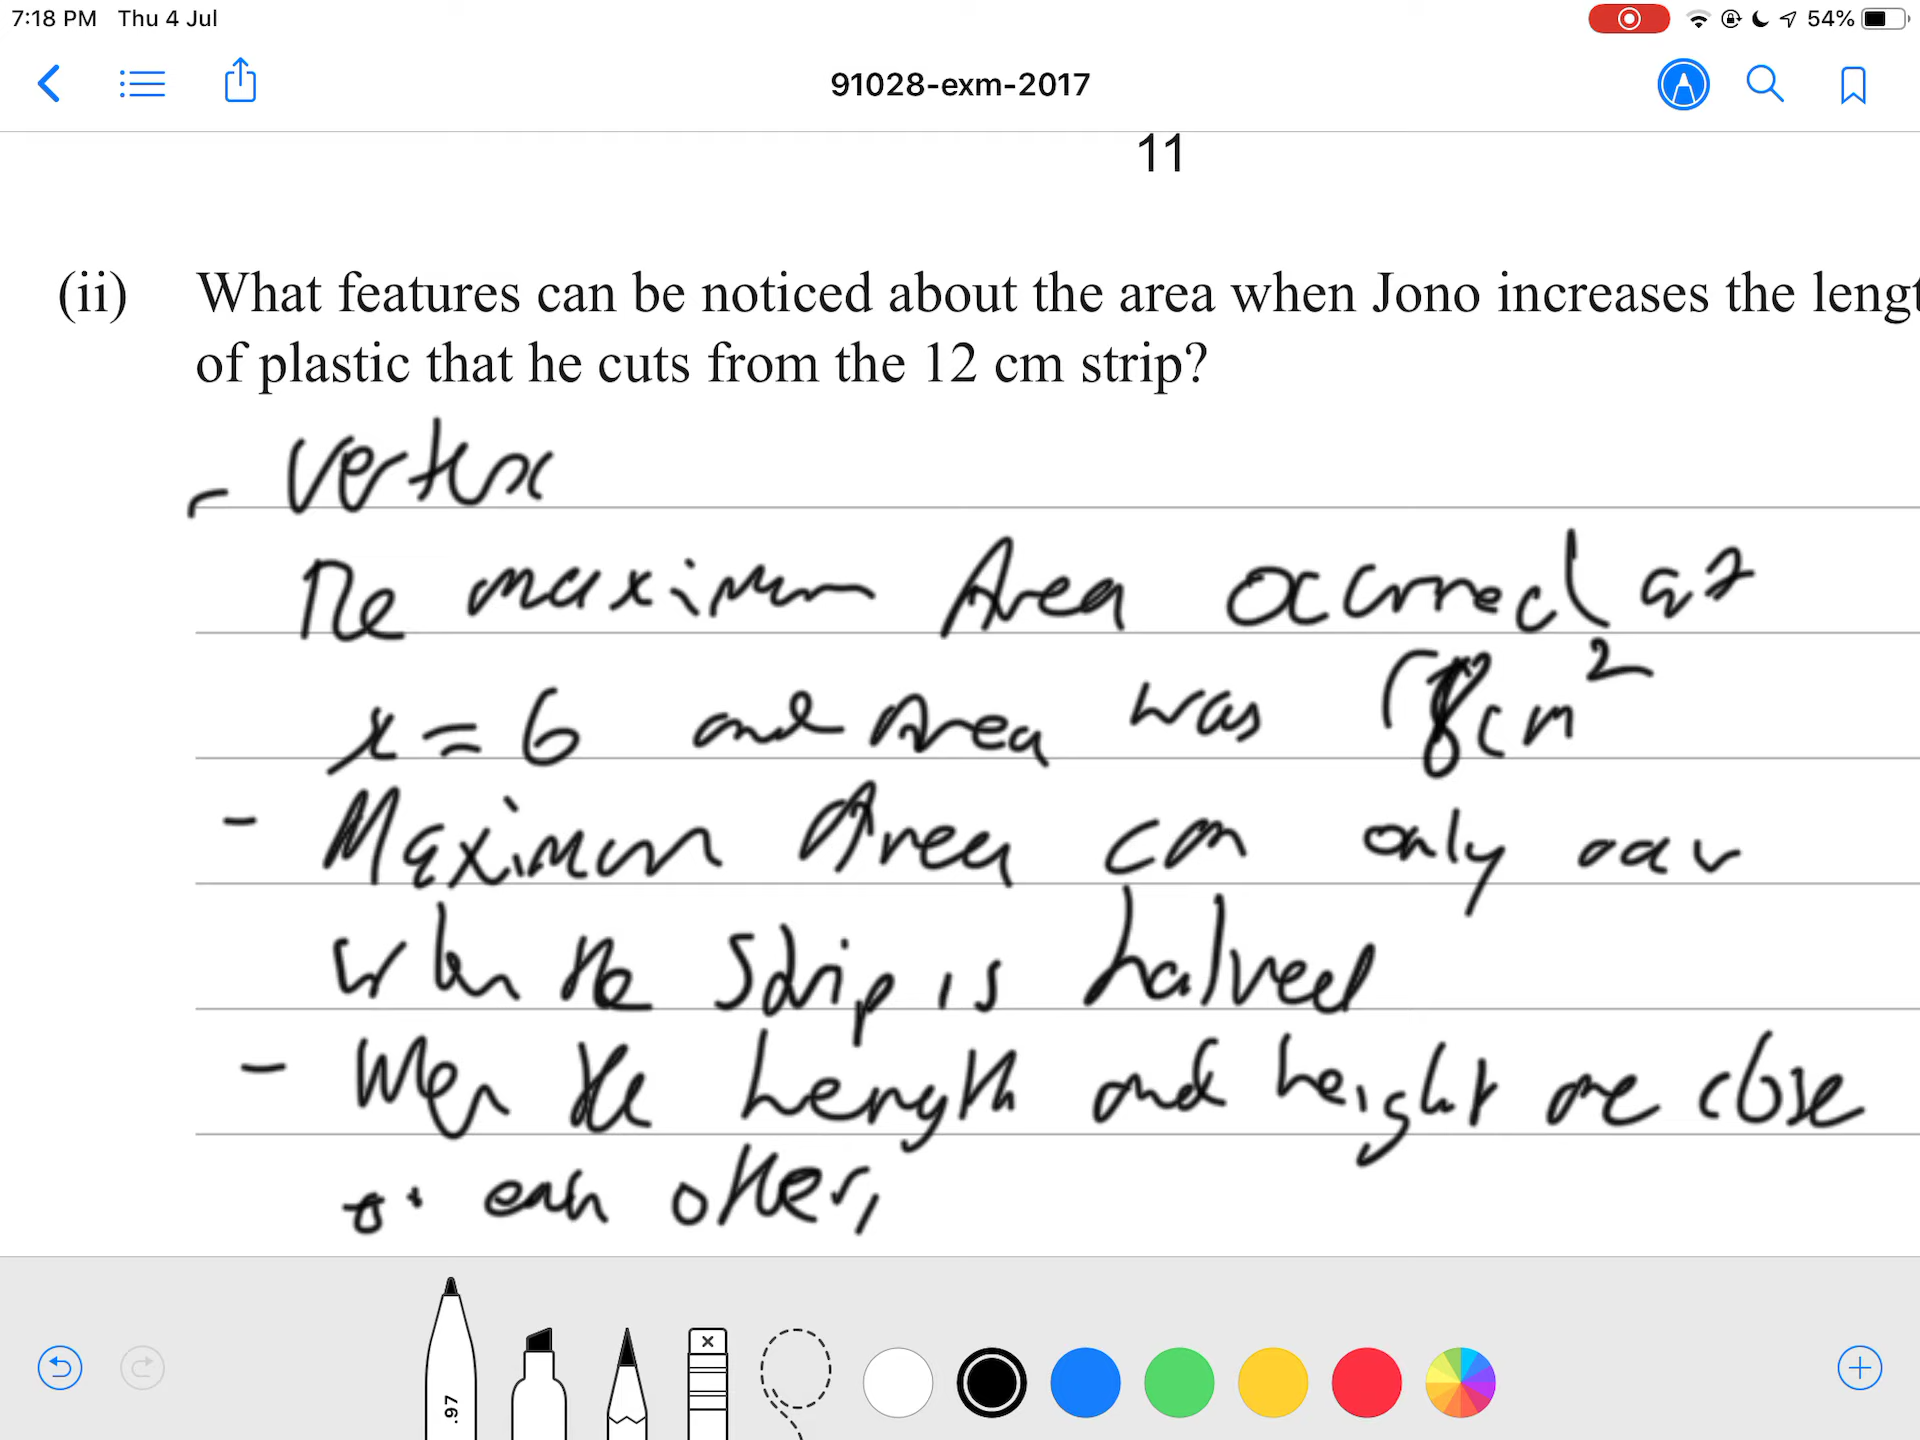 7:18 PM Thu 4 Jul 54%
91028-exm-2017
11
(ii) What features can be noticed about the area when Jono increases the lengt
of plastic that he cuts from the 12 cm strip?
- vertex
The maximum Area occurred at
x = 6 and Area was 18cm²
- Maximum Area can only occur
when the strip is halved
- When the Length and height are close
to each other,
.97